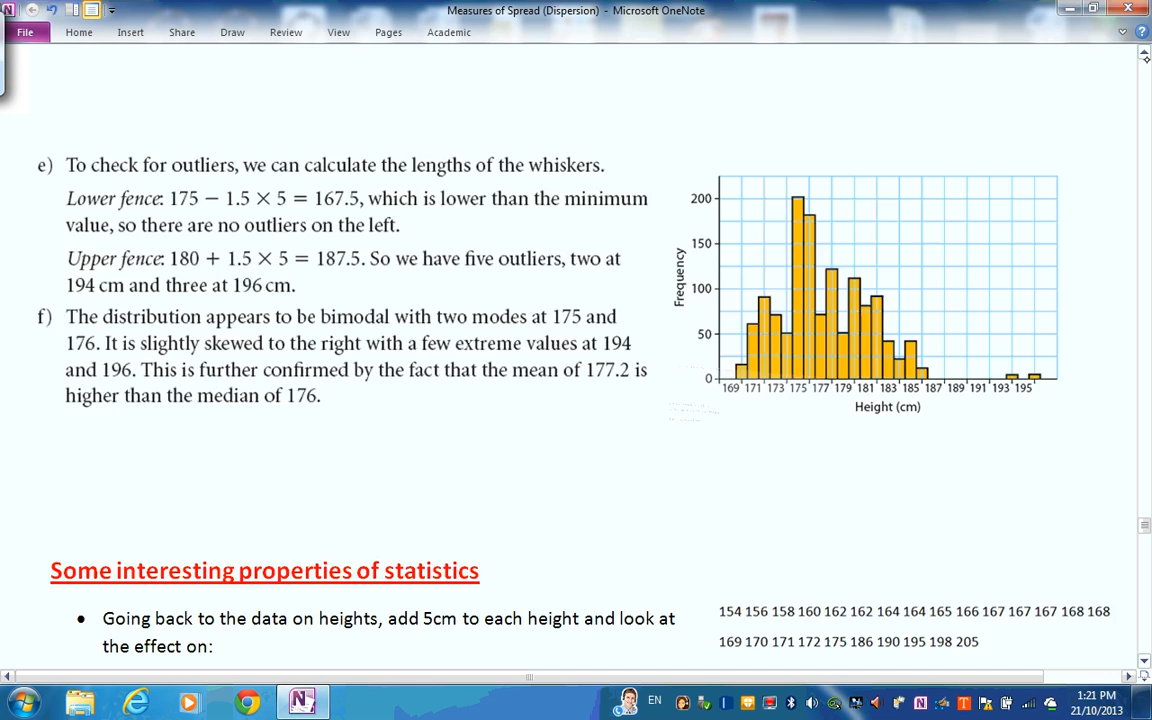 Measures of Spread (Dispersion) - Microsoft OneNote
File Home Insert Share Draw Review View Pages Academic
e) To check for outliers, we can calculate the lengths of the whiskers.
Lower fence: 175 − 1.5 × 5 = 167.5, which is lower than the minimum
value, so there are no outliers on the left.
Upper fence: 180 + 1.5 × 5 = 187.5. So we have five outliers, two at
194 cm and three at 196 cm.
f) The distribution appears to be bimodal with two modes at 175 and
176. It is slightly skewed to the right with a few extreme values at 194
and 196. This is further confirmed by the fact that the mean of 177.2 is
higher than the median of 176.
Frequency
200
150
100
50
0
169 171 173 175 177 179 181 183 185 187 189 191 193 195
Height (cm)
Some interesting properties of statistics
• Going back to the data on heights, add 5cm to each height and look at
the effect on:
154 156 158 160 162 162 164 164 165 166 167 167 167 168 168
169 170 171 172 175 186 190 195 198 205
EN
1:21 PM
21/10/2013